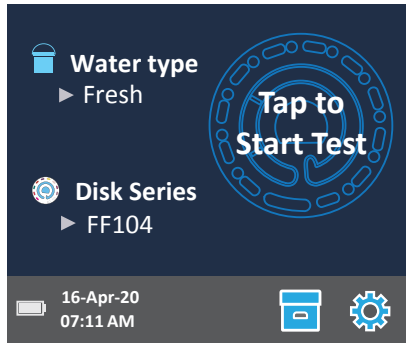 Water type
Fresh
Tap to
Start Test
Disk Series
FF104
16-Apr-20
07:11 AM